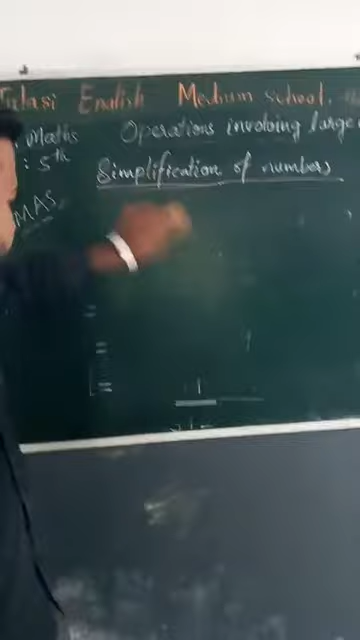 Tulasi English Medium school,
Maths Operations involving large
: 5th
Simplification of numbers
MAS